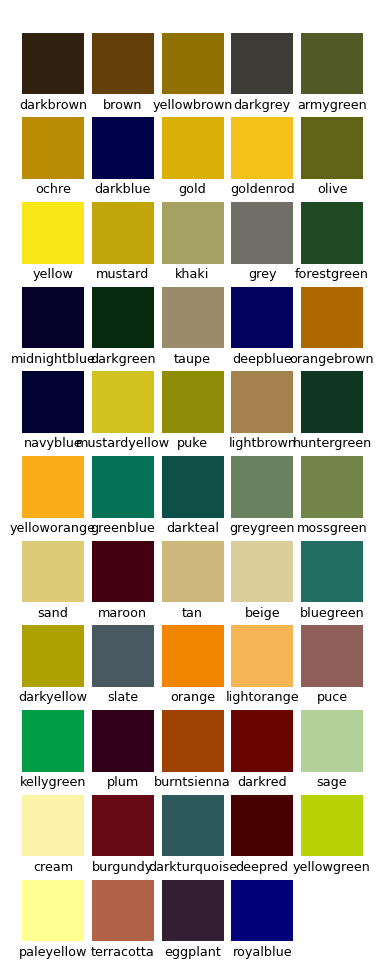 darkbrown brown yellowbrown darkgrey armygreen
ochre darkblue gold goldenrod olive
yellow mustard khaki grey forestgreen
midnightblue darkgreen taupe deepblue orangebrown
navyblue mustardyellow puke lightbrown huntergreen
yelloworange greenblue darkteal greygreen mossgreen
sand maroon tan beige bluegreen
darkyellow slate orange lightorange puce
kellygreen plum burntsienna darkred sage
cream burgundy darkturquoise deepred yellowgreen
paleyellow terracotta eggplant royalblue